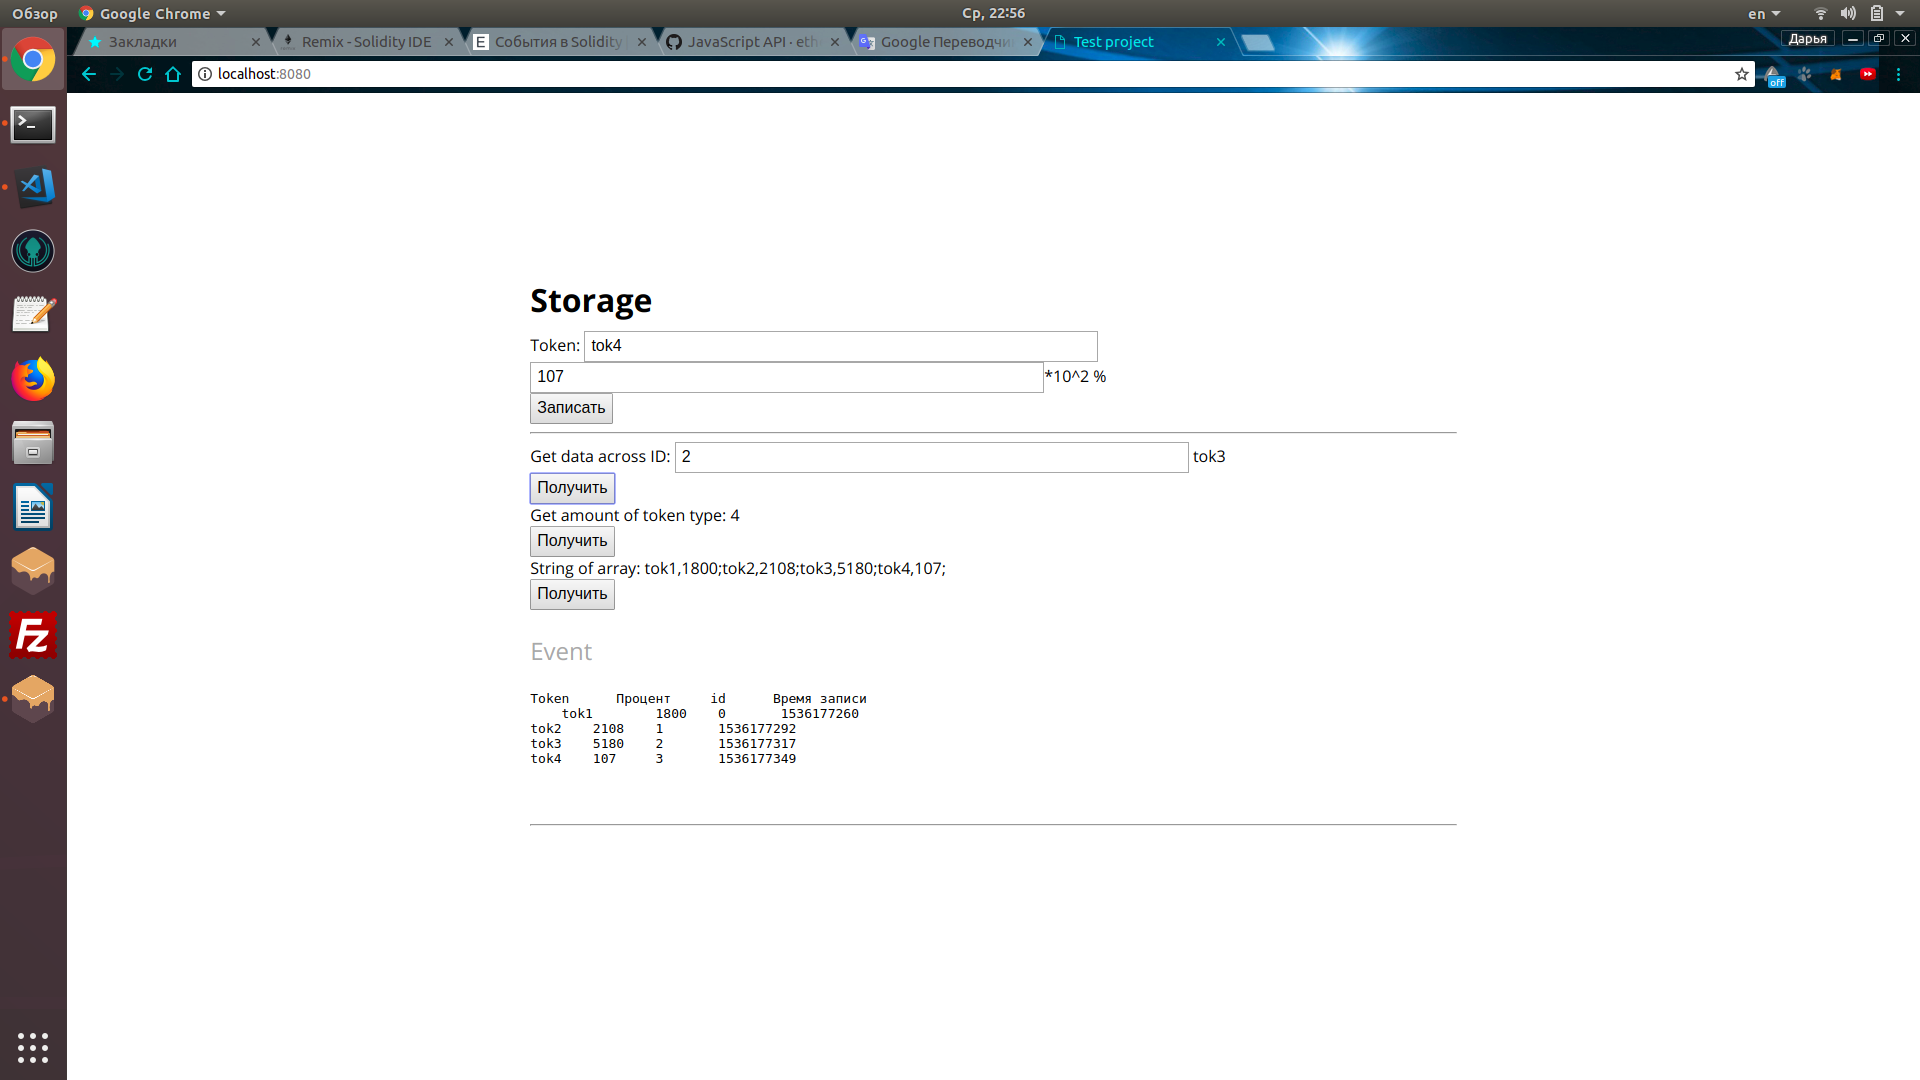 Обзор Google Chrome Ср, 22:56 en
Закладки Remix - Solidity IDE События в Solidity JavaScript API · eth Google Переводчи Test project Дарья
localhost:8080 off
Storage
Token: tok4
107 *10^2 %
Записать
Get data across ID: 2 tok3
Получить
Get amount of token type: 4
Получить
String of array: tok1,1800;tok2,2108;tok3,5180;tok4,107;
Получить
Event
Token Процент id Время записи
tok1 1800 0 1536177260
tok2 2108 1 1536177292
tok3 5180 2 1536177317
tok4 107 3 1536177349